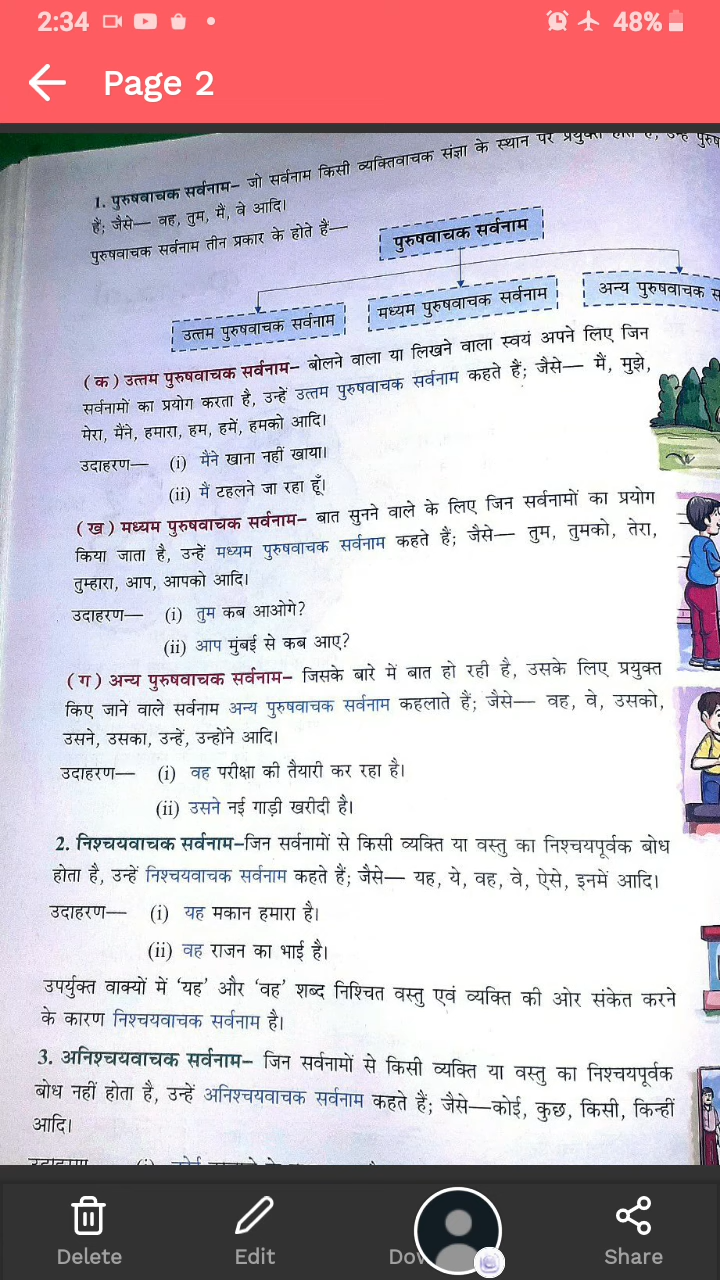 2:34
48%
Page 2
1. पुरुषवाचक सर्वनाम– जो सर्वनाम किसी व्यक्तिवाचक संज्ञा के स्थान पर प्रयुक्त होते हैं, उन्हें
हैं; जैसे— वह, तुम, मैं, वे आदि।
पुरुषवाचक सर्वनाम तीन प्रकार के होते हैं—
पुरुषवाचक सर्वनाम
उत्तम पुरुषवाचक सर्वनाम
मध्यम पुरुषवाचक सर्वनाम
अन्य पुरुषवाचक
(क) उत्तम पुरुषवाचक सर्वनाम– बोलने वाला या लिखने वाला स्वयं अपने लिए जिन
सर्वनामों का प्रयोग करता है, उन्हें उत्तम पुरुषवाचक सर्वनाम कहते हैं; जैसे— मैं, मुझे,
मेरा, मैंने, हमारा, हम, हमें, हमको आदि।
उदाहरण— (i) मैंने खाना नहीं खाया।
(ii) मैं टहलने जा रहा हूँ।
(ख) मध्यम पुरुषवाचक सर्वनाम– बात सुनने वाले के लिए जिन सर्वनामों का प्रयोग
किया जाता है, उन्हें मध्यम पुरुषवाचक सर्वनाम कहते हैं; जैसे— तुम, तुमको, तेरा,
तुम्हारा, आप, आपको आदि।
उदाहरण— (i) तुम कब आओगे?
(ii) आप मुंबई से कब आए?
(ग) अन्य पुरुषवाचक सर्वनाम– जिसके बारे में बात हो रही है, उसके लिए प्रयुक्त
किए जाने वाले सर्वनाम अन्य पुरुषवाचक सर्वनाम कहलाते हैं; जैसे— वह, वे, उसको,
उसने, उसका, उन्हें, उन्होंने आदि।
उदाहरण— (i) वह परीक्षा की तैयारी कर रहा है।
(ii) उसने नई गाड़ी खरीदी है।
2. निश्चयवाचक सर्वनाम–जिन सर्वनामों से किसी व्यक्ति या वस्तु का निश्चयपूर्वक बोध
होता है, उन्हें निश्चयवाचक सर्वनाम कहते हैं; जैसे— यह, ये, वह, वे, ऐसे, इनमें आदि।
उदाहरण— (i) यह मकान हमारा है।
(ii) वह राजन का भाई है।
उपर्युक्त वाक्यों में ‘यह’ और ‘वह’ शब्द निश्चित वस्तु एवं व्यक्ति की ओर संकेत करने
के कारण निश्चयवाचक सर्वनाम है।
3. अनिश्चयवाचक सर्वनाम– जिन सर्वनामों से किसी व्यक्ति या वस्तु का निश्चयपूर्वक
बोध नहीं होता है, उन्हें अनिश्चयवाचक सर्वनाम कहते हैं; जैसे—कोई, कुछ, किसी, किन्हीं
आदि।
Delete
Edit
Share